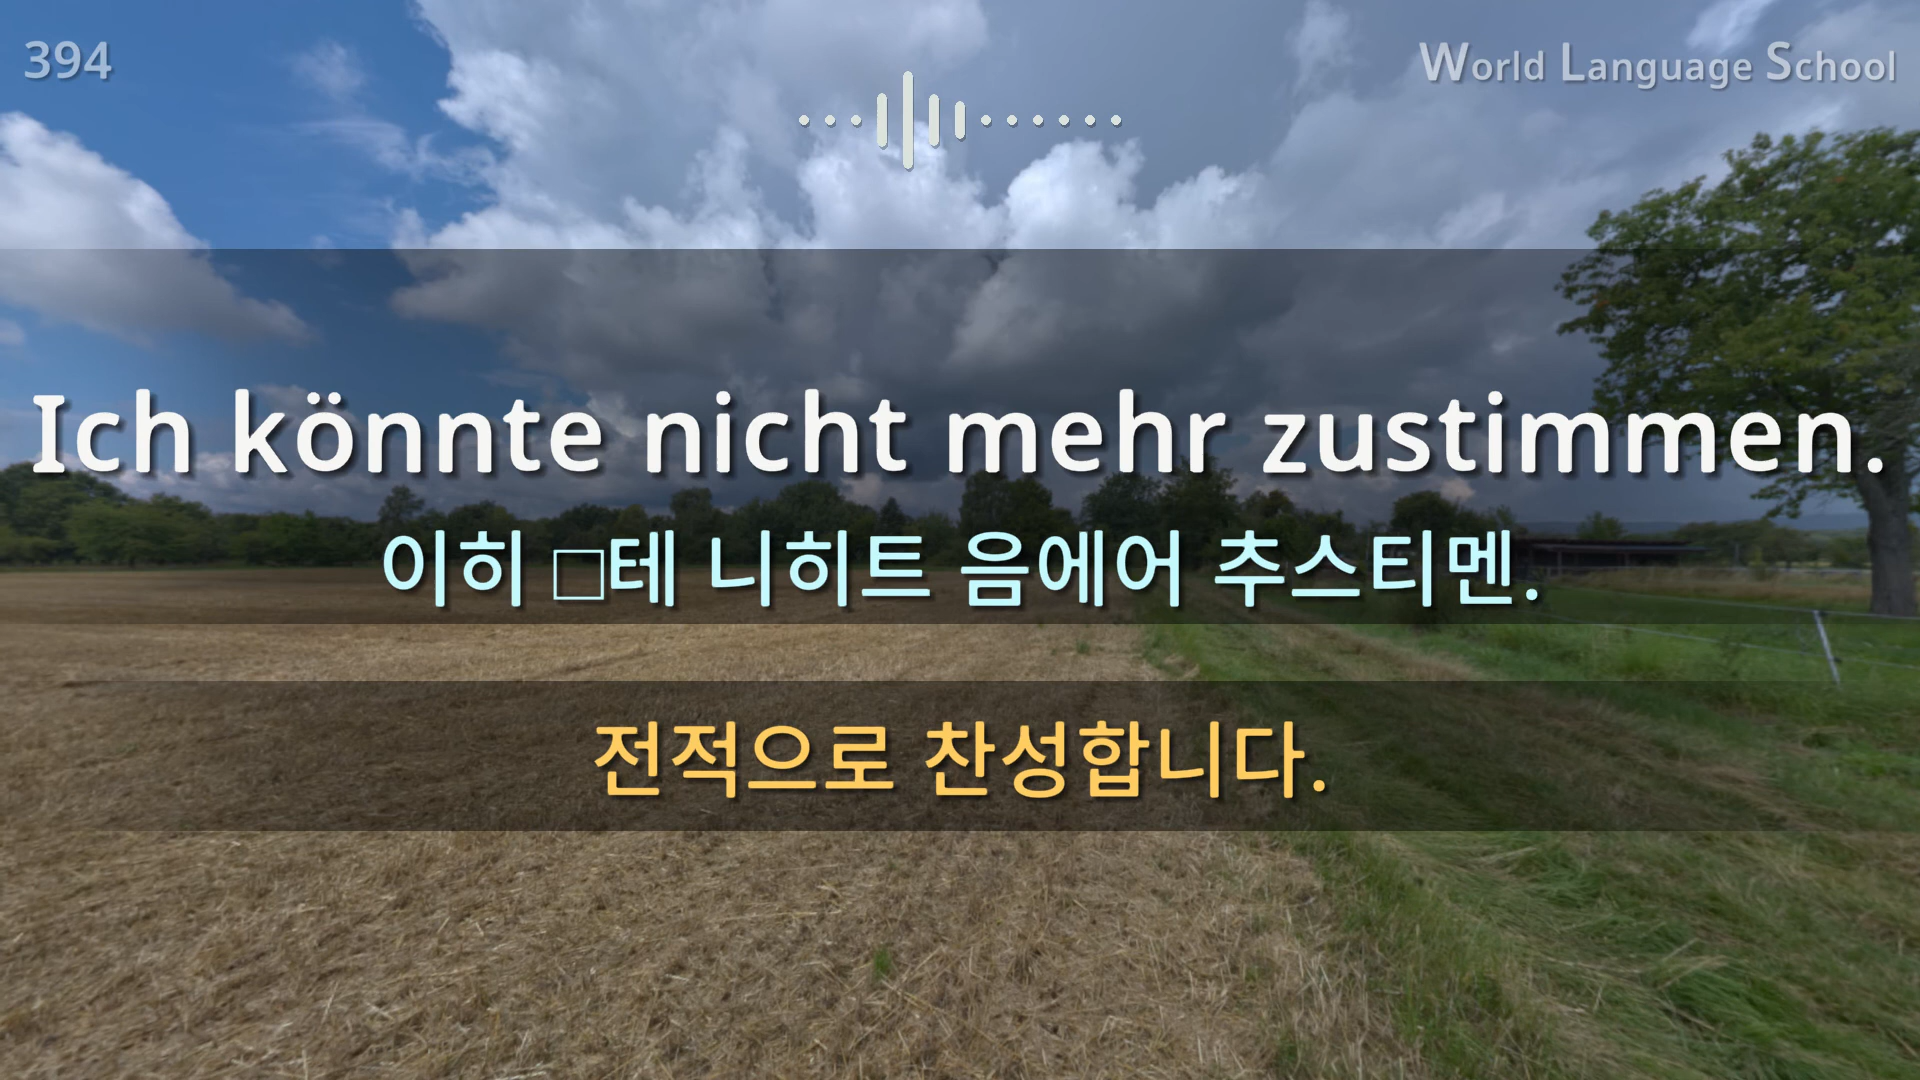 394
World Language School
Ich könnte nicht mehr zustimmen.
이히 □테 니히트 음에어 추스티멘.
전적으로 찬성합니다.